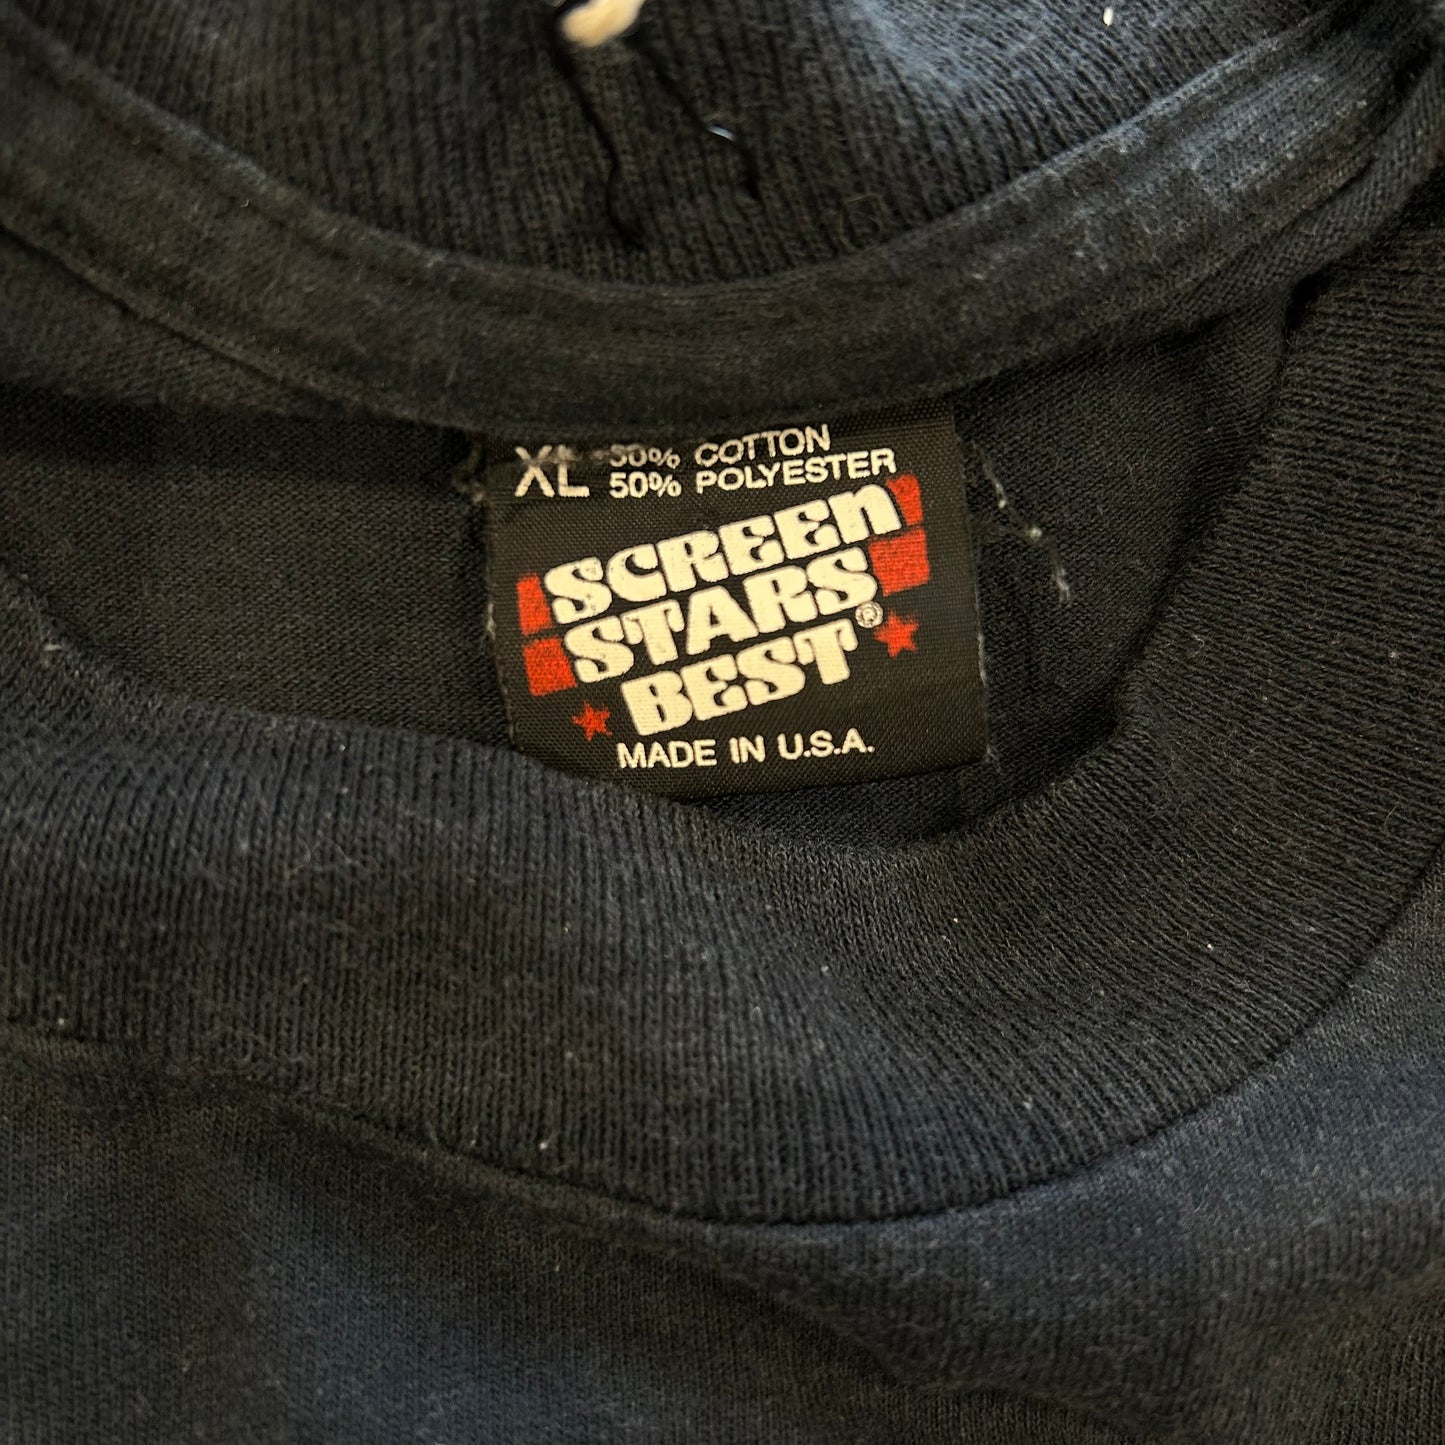 XL 50% COTTON
50% POLYESTER
SCREEN
STARS
BEST®
MADE IN U.S.A.